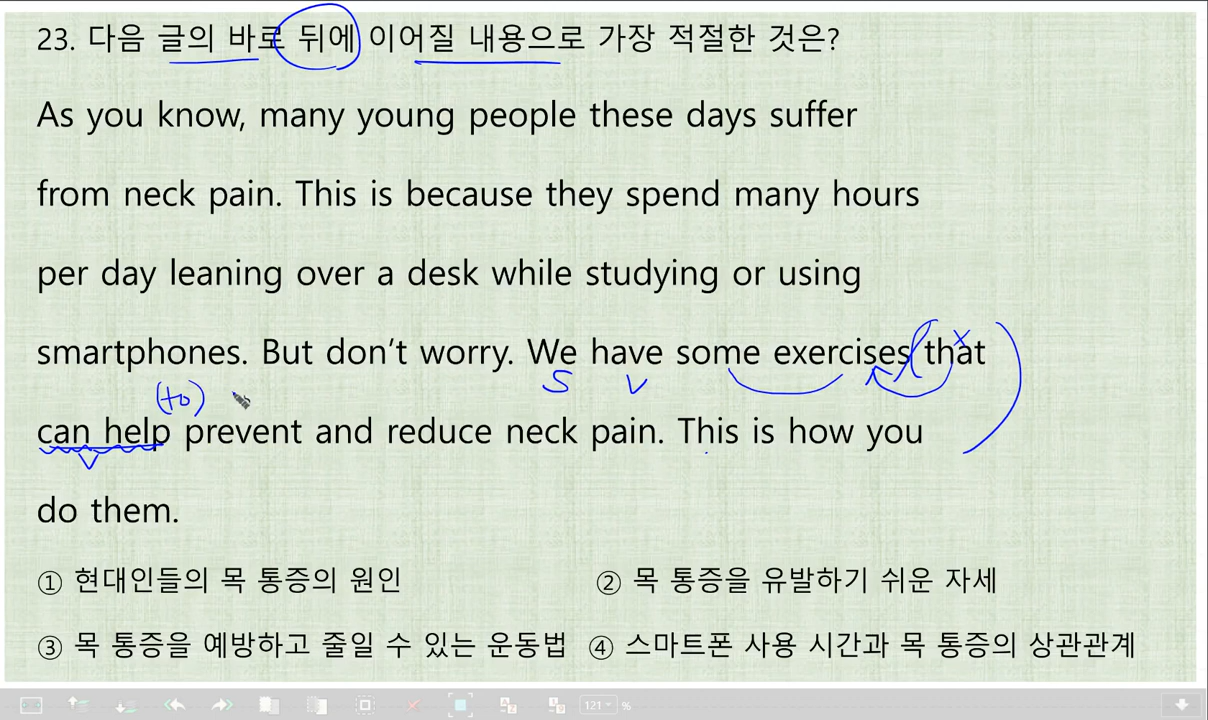 23. 다음 글의 바로 뒤에 이어질 내용으로 가장 적절한 것은?
As you know, many young people these days suffer
from neck pain. This is because they spend many hours
per day leaning over a desk while studying or using
smartphones. But don't worry. We have some exercises that
x
S V
(to)
can help prevent and reduce neck pain. This is how you
V
do them.
① 현대인들의 목 통증의 원인 ② 목 통증을 유발하기 쉬운 자세
③ 목 통증을 예방하고 줄일 수 있는 운동법 ④ 스마트폰 사용 시간과 목 통증의 상관관계
121 %